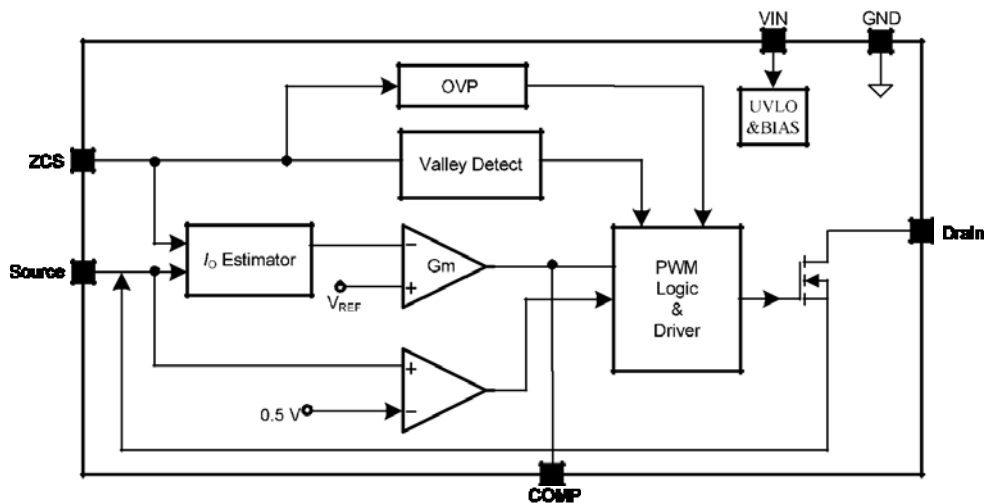 VIN
GND
OVP
UVLO
&BIAS
ZCS
Valley Detect
Drain
Source
IO Estimator
−
Gm
+
VREF
PWM
Logic
&
Driver
+
0.5 V
−
COMP